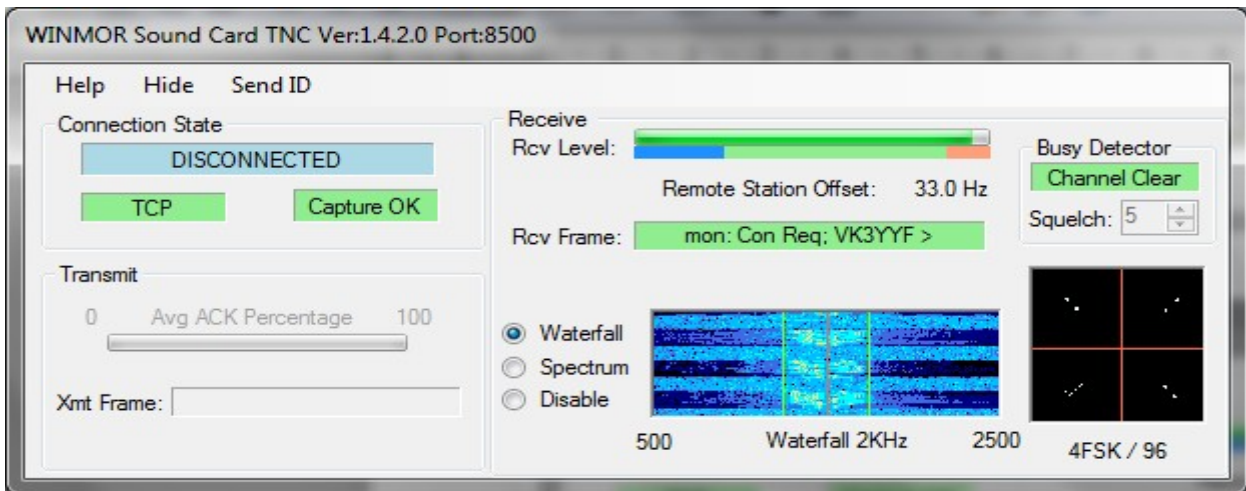 WINMOR Sound Card TNC Ver:1.4.2.0 Port:8500
Help Hide Send ID
Connection State
DISCONNECTED
TCP Capture OK
Transmit
0 Avg ACK Percentage 100
Xmt Frame:
Receive
Rcv Level:
Remote Station Offset: 33.0 Hz
Rcv Frame: mon: Con Req; VK3YYF >
Busy Detector
Channel Clear
Squelch: 5
Waterfall
Spectrum
Disable
500 Waterfall 2KHz 2500
4FSK / 96